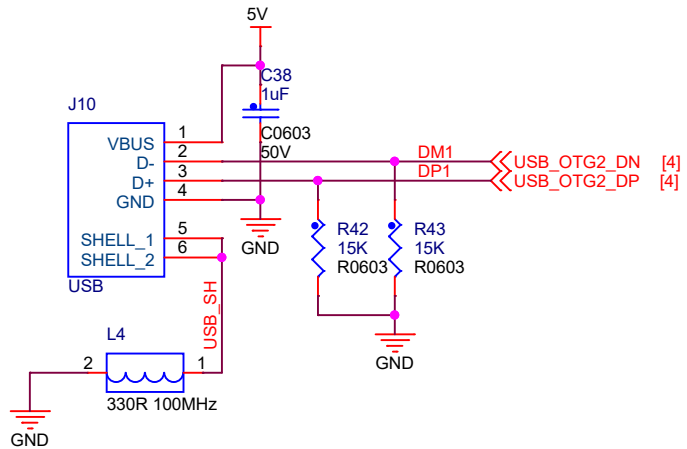 5V
C38
1uF
C0603
50V
J10
VBUS 1
D- 2
D+ 3
GND 4
SHELL_1 5
SHELL_2 6
USB
DM1
DP1
USB_OTG2_DN [4]
USB_OTG2_DP [4]
GND
R42
15K
R0603
R43
15K
R0603
GND
USB_SH
L4
2 1
330R 100MHz
GND